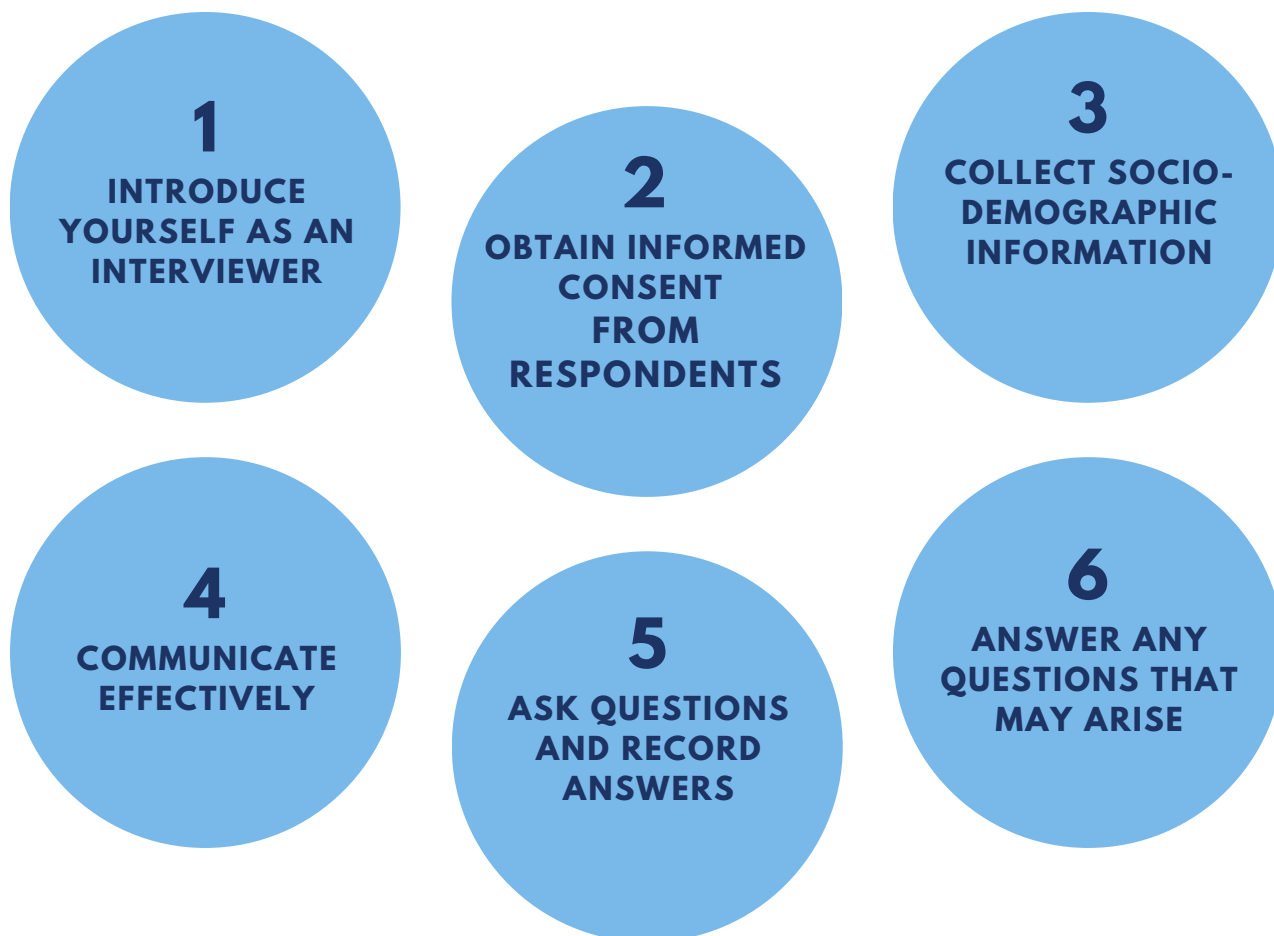 1
INTRODUCE
YOURSELF AS AN
INTERVIEWER
2
OBTAIN INFORMED
CONSENT
FROM
RESPONDENTS
3
COLLECT SOCIO-
DEMOGRAPHIC
INFORMATION
4
COMMUNICATE
EFFECTIVELY
5
ASK QUESTIONS
AND RECORD
ANSWERS
6
ANSWER ANY
QUESTIONS THAT
MAY ARISE